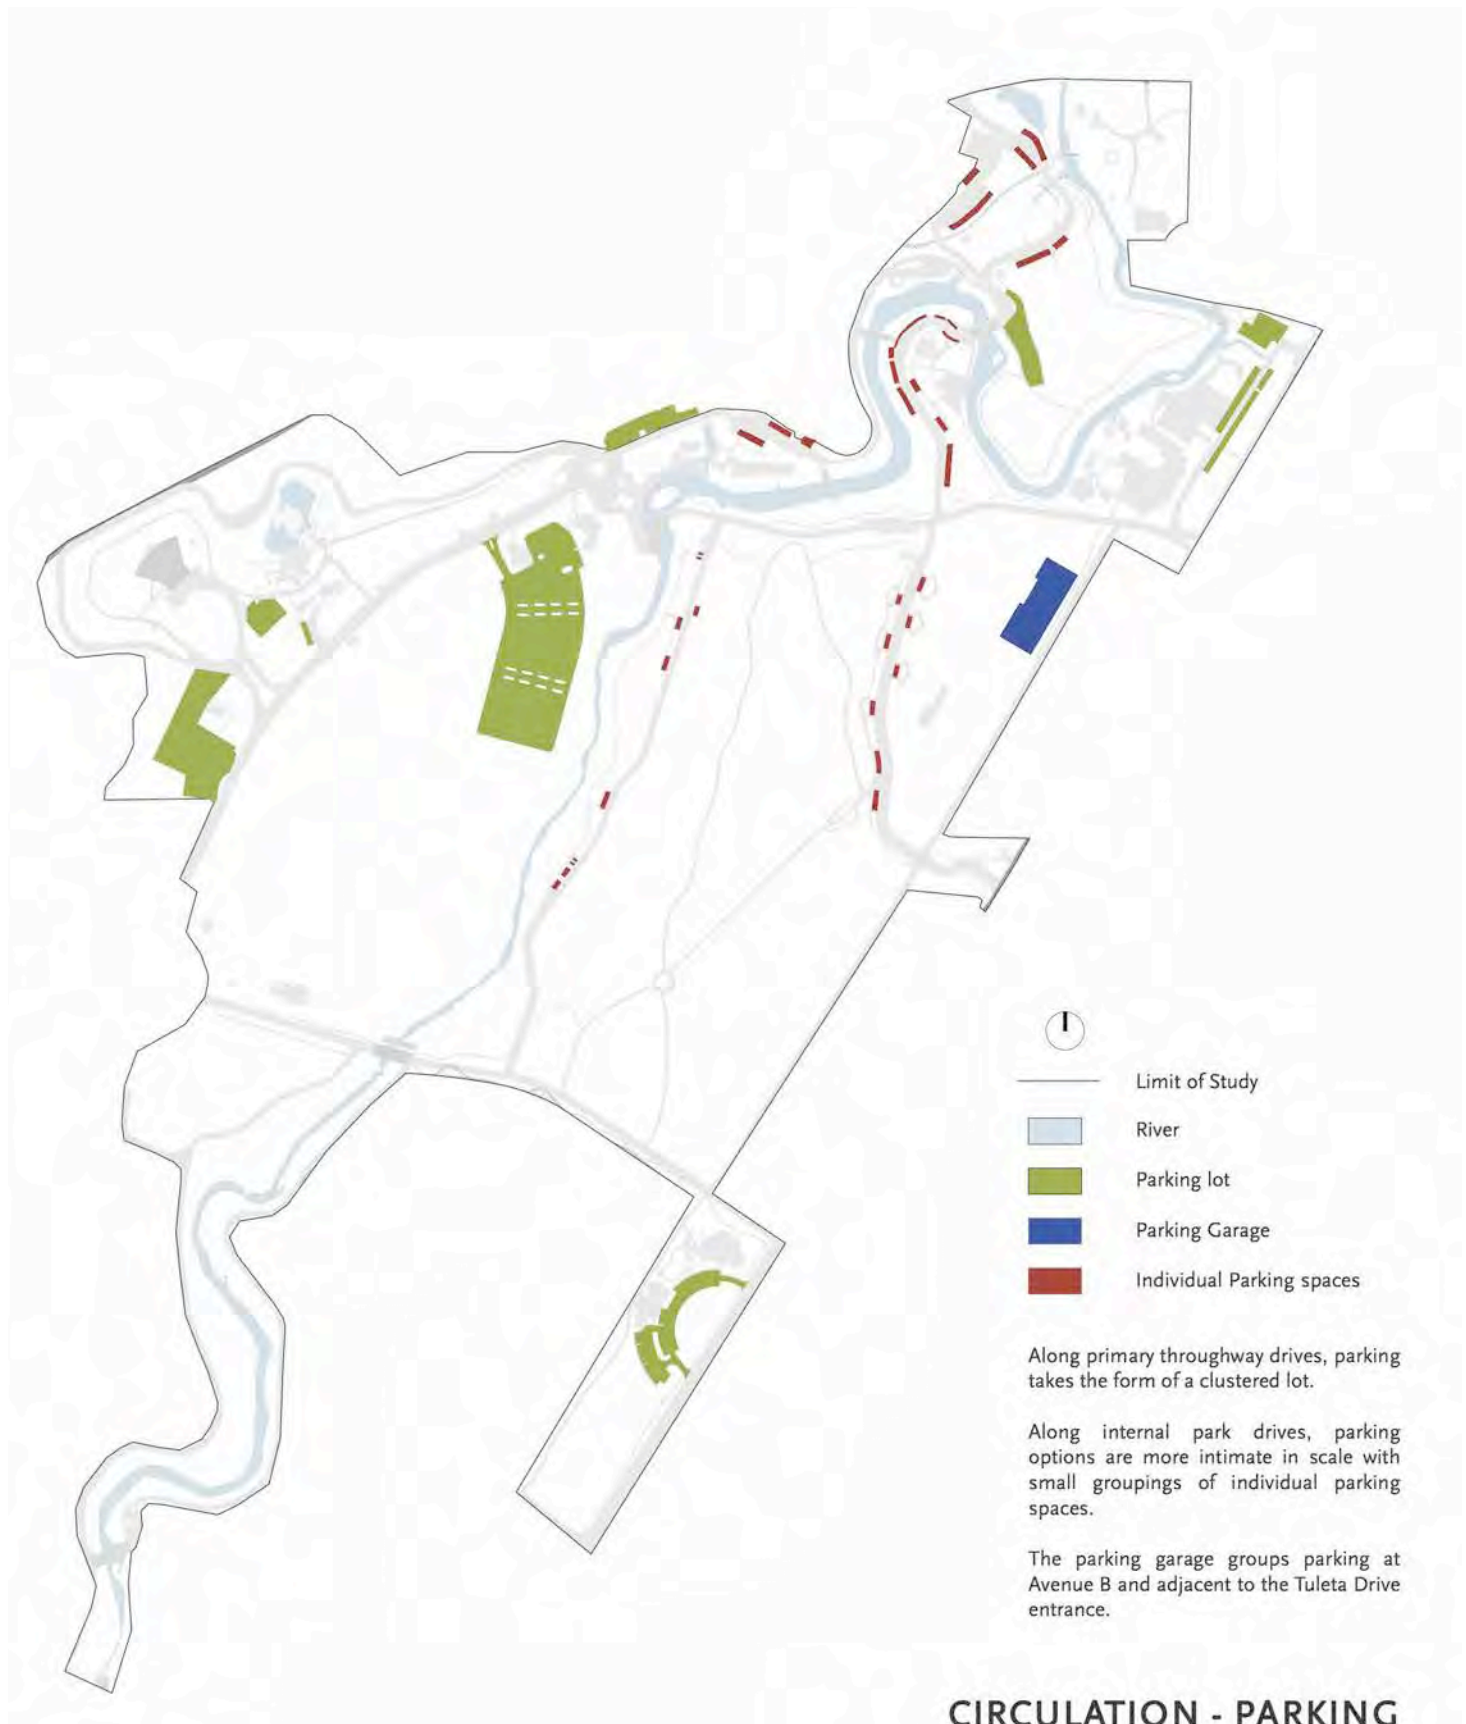 Limit of Study
River
Parking lot
Parking Garage
Individual Parking spaces
Along primary throughway drives, parking
takes the form of a clustered lot.
Along internal park drives, parking
options are more intimate in scale with
small groupings of individual parking
spaces.
The parking garage groups parking at
Avenue B and adjacent to the Tuleta Drive
entrance.
CIRCULATION - PARKING